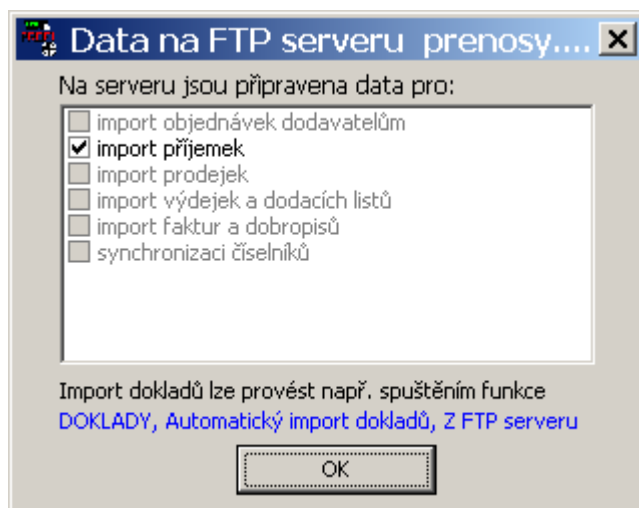 Data na FTP serveru prenosy....
Na serveru jsou připravena data pro:
import objednávek dodavatelům
import příjemek
import prodejek
import výdejek a dodacích listů
import faktur a dobropisů
synchronizaci číselníků
Import dokladů lze provést např. spuštěním funkce
DOKLADY, Automatický import dokladů, Z FTP serveru
OK